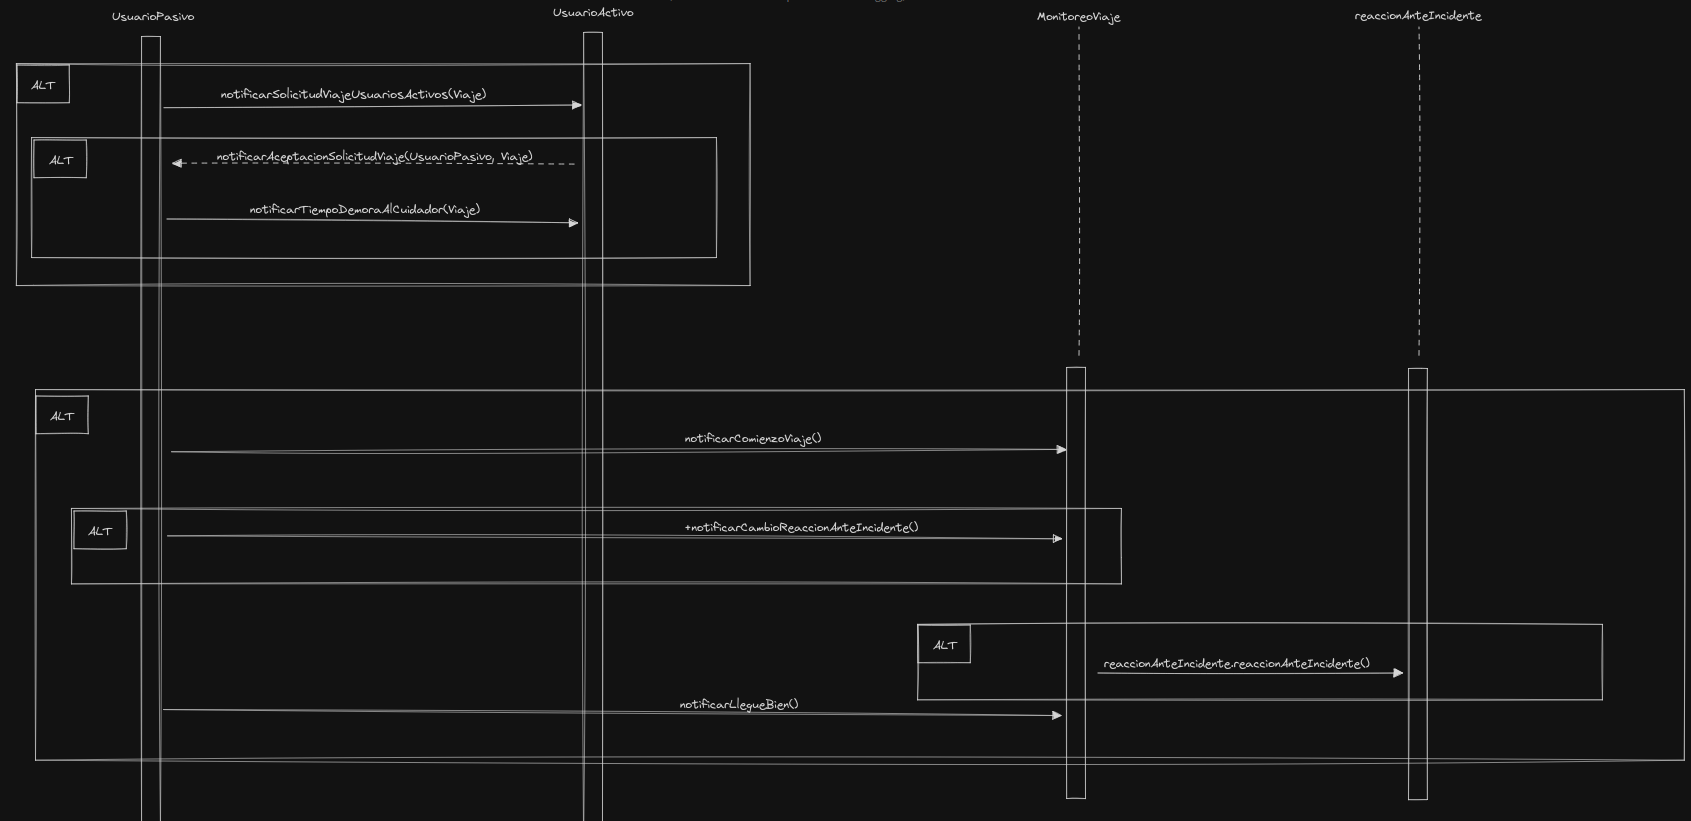 UsuarioPasivo
UsuarioActivo
MonitoreoViaje
reaccionAnteIncidente
ALT
notificarSolicitudViajeUsuariosActivos(Viaje)
ALT
notificarAceptacionSolicitudViaje(UsuarioPasivo, Viaje)
notificarTiempoDemoraAlCuidador(Viaje)
ALT
notificarComienzoViaje()
ALT
+notificarCambioReaccionAnteIncidente()
ALT
reaccionAnteIncidente.reaccionAnteIncidente()
notificarLlegueBien()